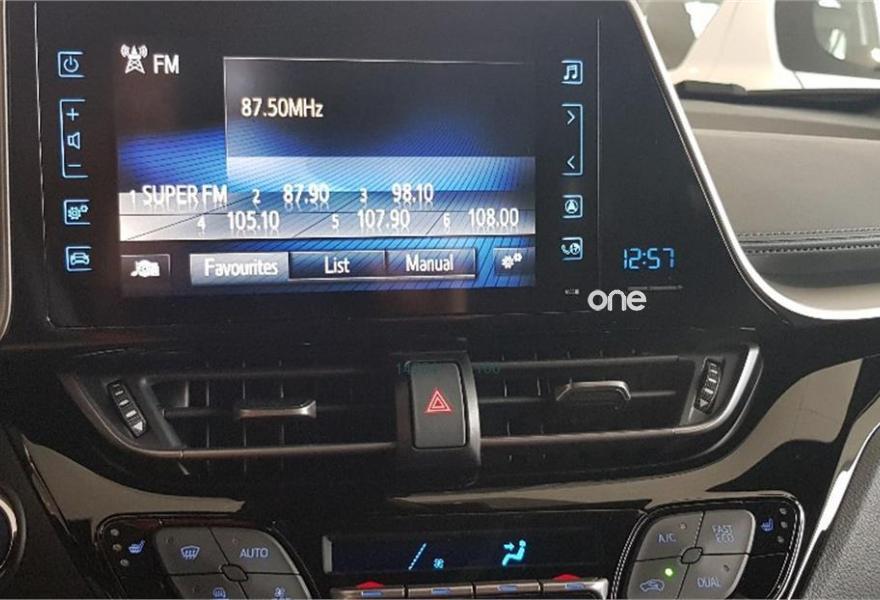 FM
87.50MHz
1 SUPER FM 2 87.90 3 98.10
4 105.10 5 107.90 6 108.00
Favourites List Manual
12:57
one
AUTO
A/C
ECO
DUAL